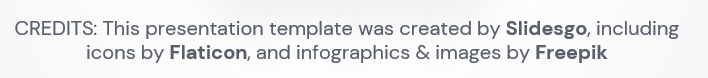 CREDITS: This presentation template was created by Slidesgo, including
icons by Flaticon, and infographics & images by Freepik